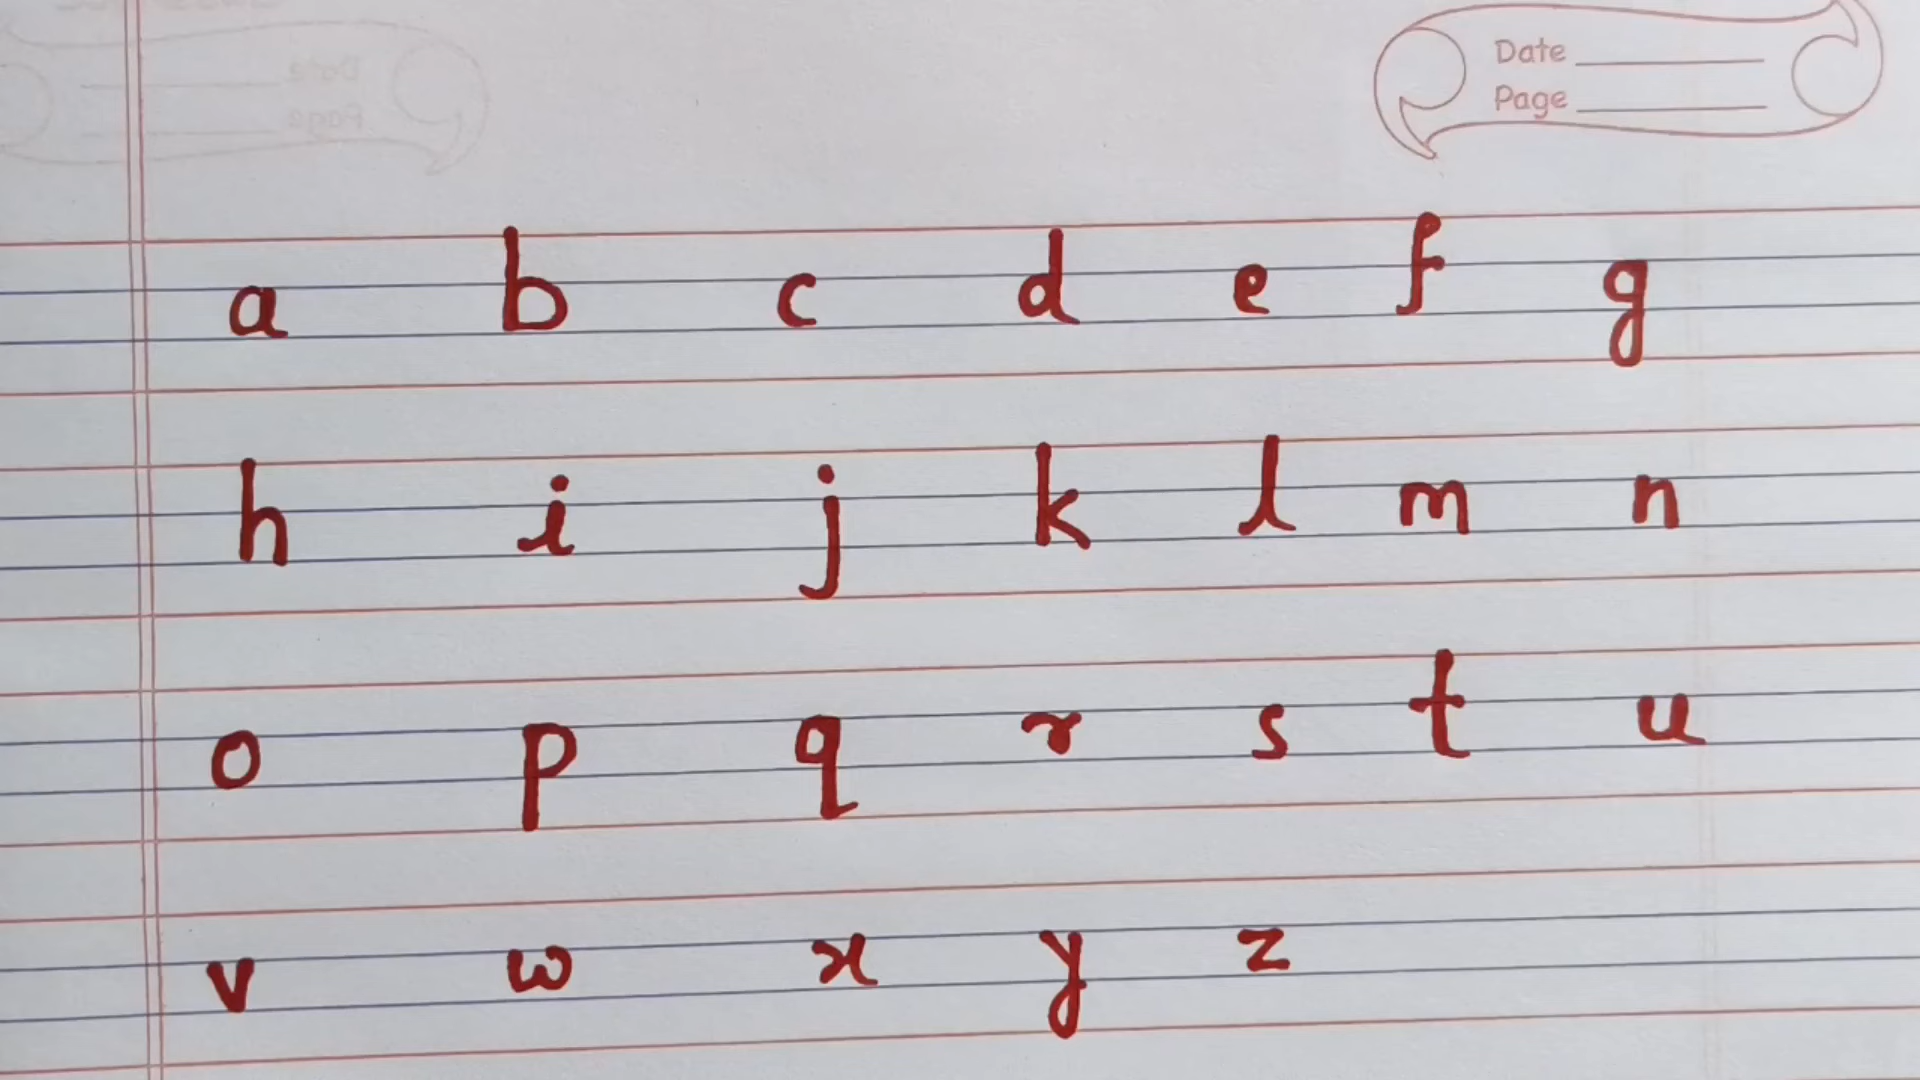 Date
Page
a b c d e f g
h i j k l m n
o p q r s t u
v w x y z